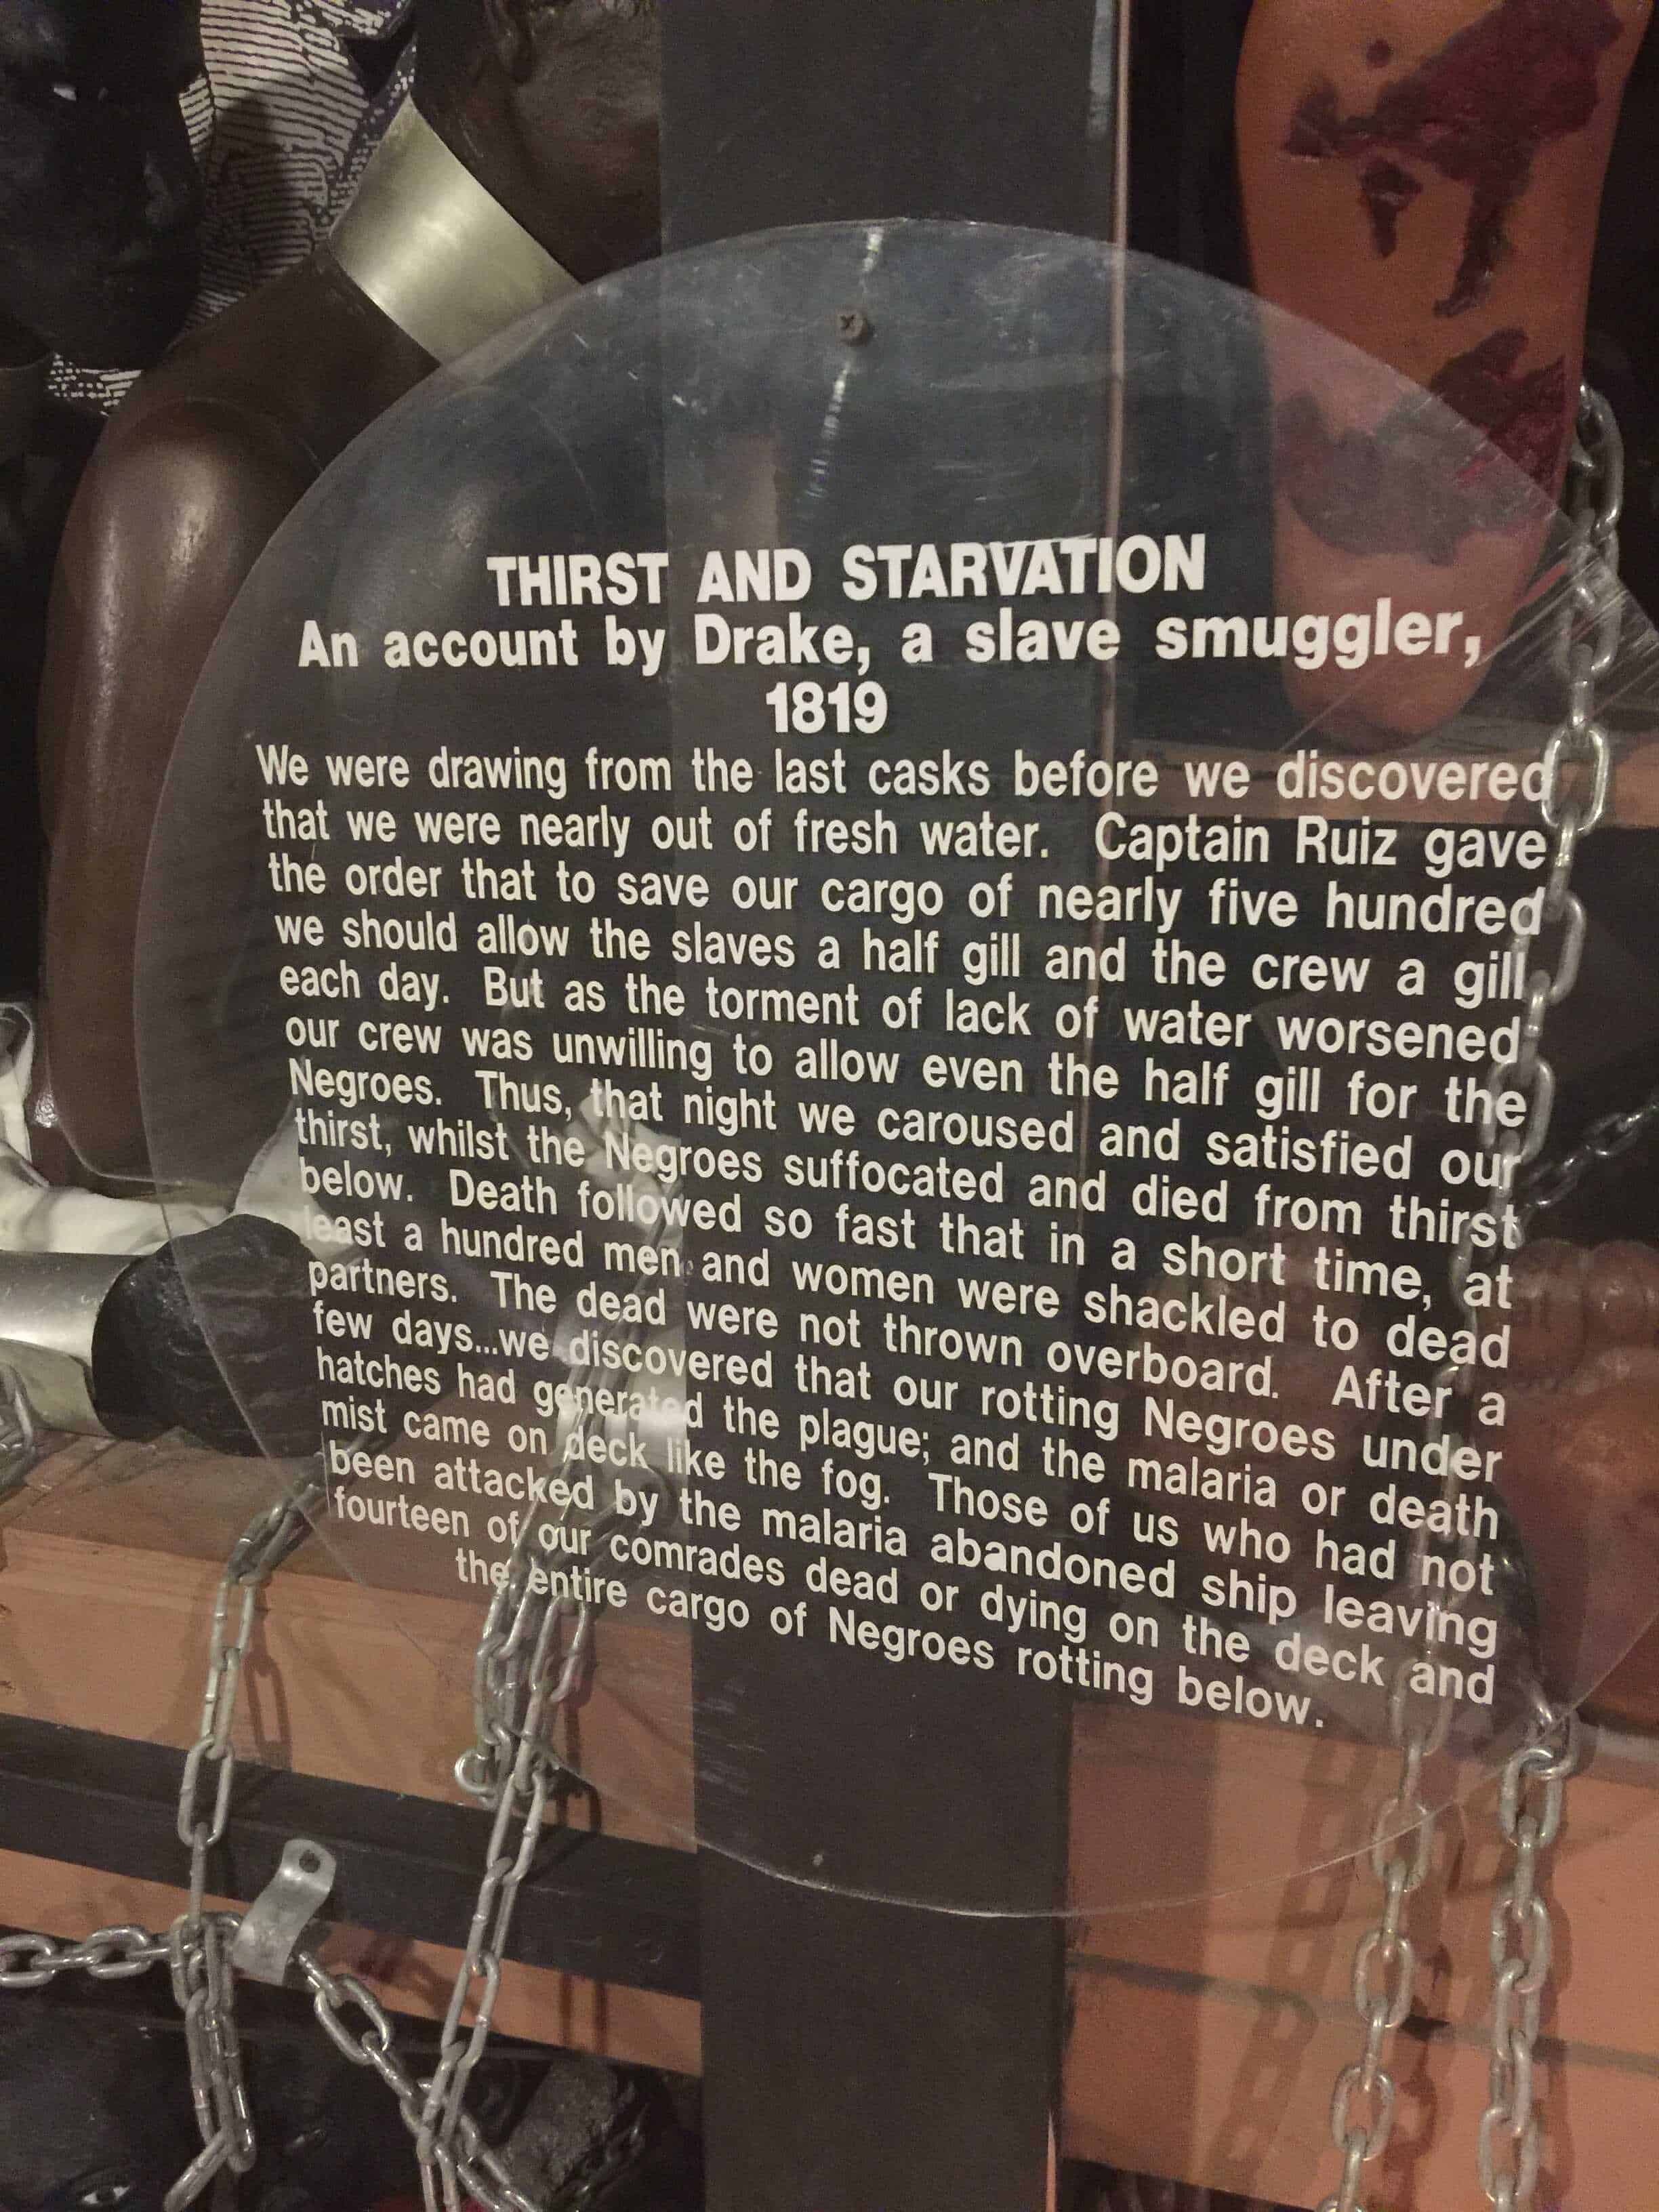 THIRST AND STARVATION
An account by Drake, a slave smuggler,
1819
We were drawing from the last casks before we discovered
that we were nearly out of fresh water. Captain Ruiz gave
the order that to save our cargo of nearly five hundred
we should allow the slaves a half gill and the crew a gill
each day. But as the torment of lack of water worsened
our crew was unwilling to allow even the half gill for the
Negroes. Thus, that night we caroused and satisfied our
thirst, whilst the Negroes suffocated and died from thirst
below. Death followed so fast that in a short time, at
least a hundred men and women were shackled to dead
partners. The dead were not thrown overboard. After a
few days...we discovered that our rotting Negroes under
hatches had generated the plague; and the malaria or death
mist came on deck like the fog. Those of us who had not
been attacked by the malaria abandoned ship leaving
fourteen of our comrades dead or dying on the deck and
the entire cargo of Negroes rotting below.